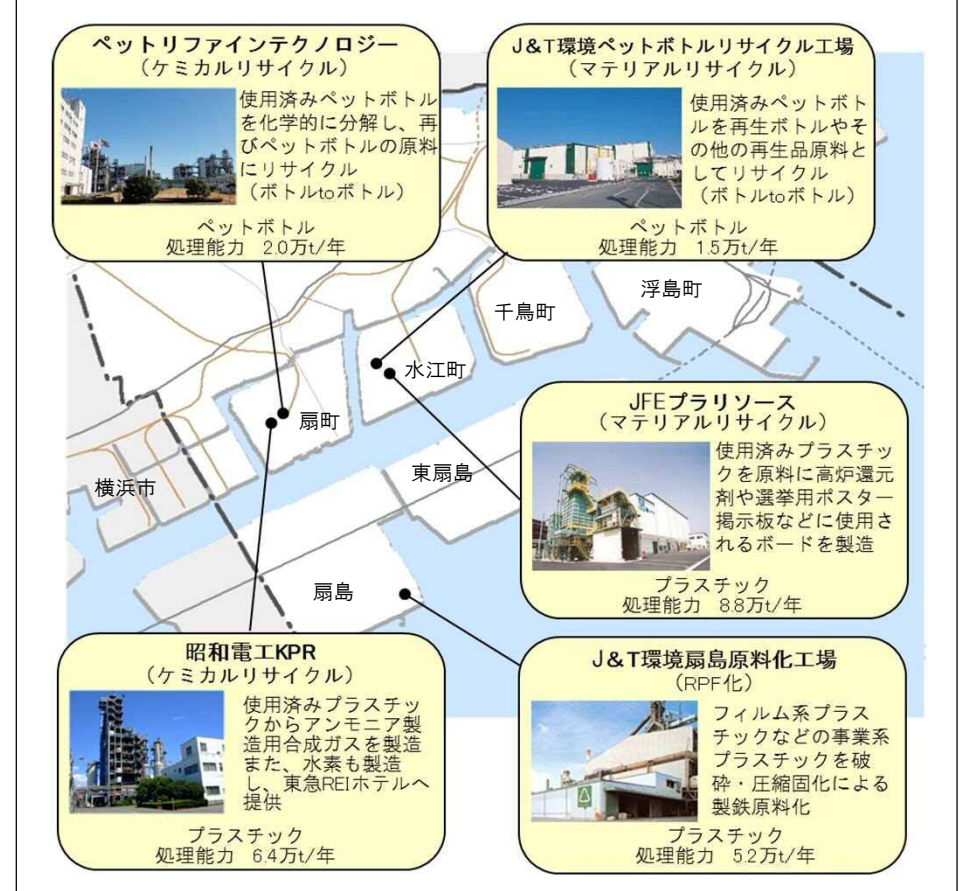 ペットリファインテクノロジー
（ケミカルリサイクル）
使用済みペットボトル
を化学的に分解し、再
びペットボトルの原料
にリサイクル
（ボトルtoボトル）
ペットボトル
処理能力　2.0万t/年
J&T環境ペットボトルリサイクル工場
（マテリアルリサイクル）
使用済みペットボト
ルを再生ボトルやそ
の他の再生品原料と
してリサイクル
（ボトルtoボトル）
ペットボトル
処理能力　1.5万t/年
浮島町
千鳥町
水江町
扇町
東扇島
横浜市
扇島
JFEプラリソース
（マテリアルリサイクル）
使用済みプラスチッ
クを原料に高炉還元
剤や選挙用ポスター
掲示板などに使用さ
れるボードを製造
プラスチック
処理能力　8.8万t/年
昭和電工KPR
（ケミカルリサイクル）
使用済みプラスチッ
クからアンモニア製
造用合成ガスを製造
また、水素も製造
し、東急REIホテルへ
提供
プラスチック
処理能力　6.4万t/年
J&T環境扇島原料化工場
（RPF化）
フィルム系プラス
チックなどの事業系
プラスチックを破
砕・圧縮固化による
製鉄原料化
プラスチック
処理能力　5.2万t/年